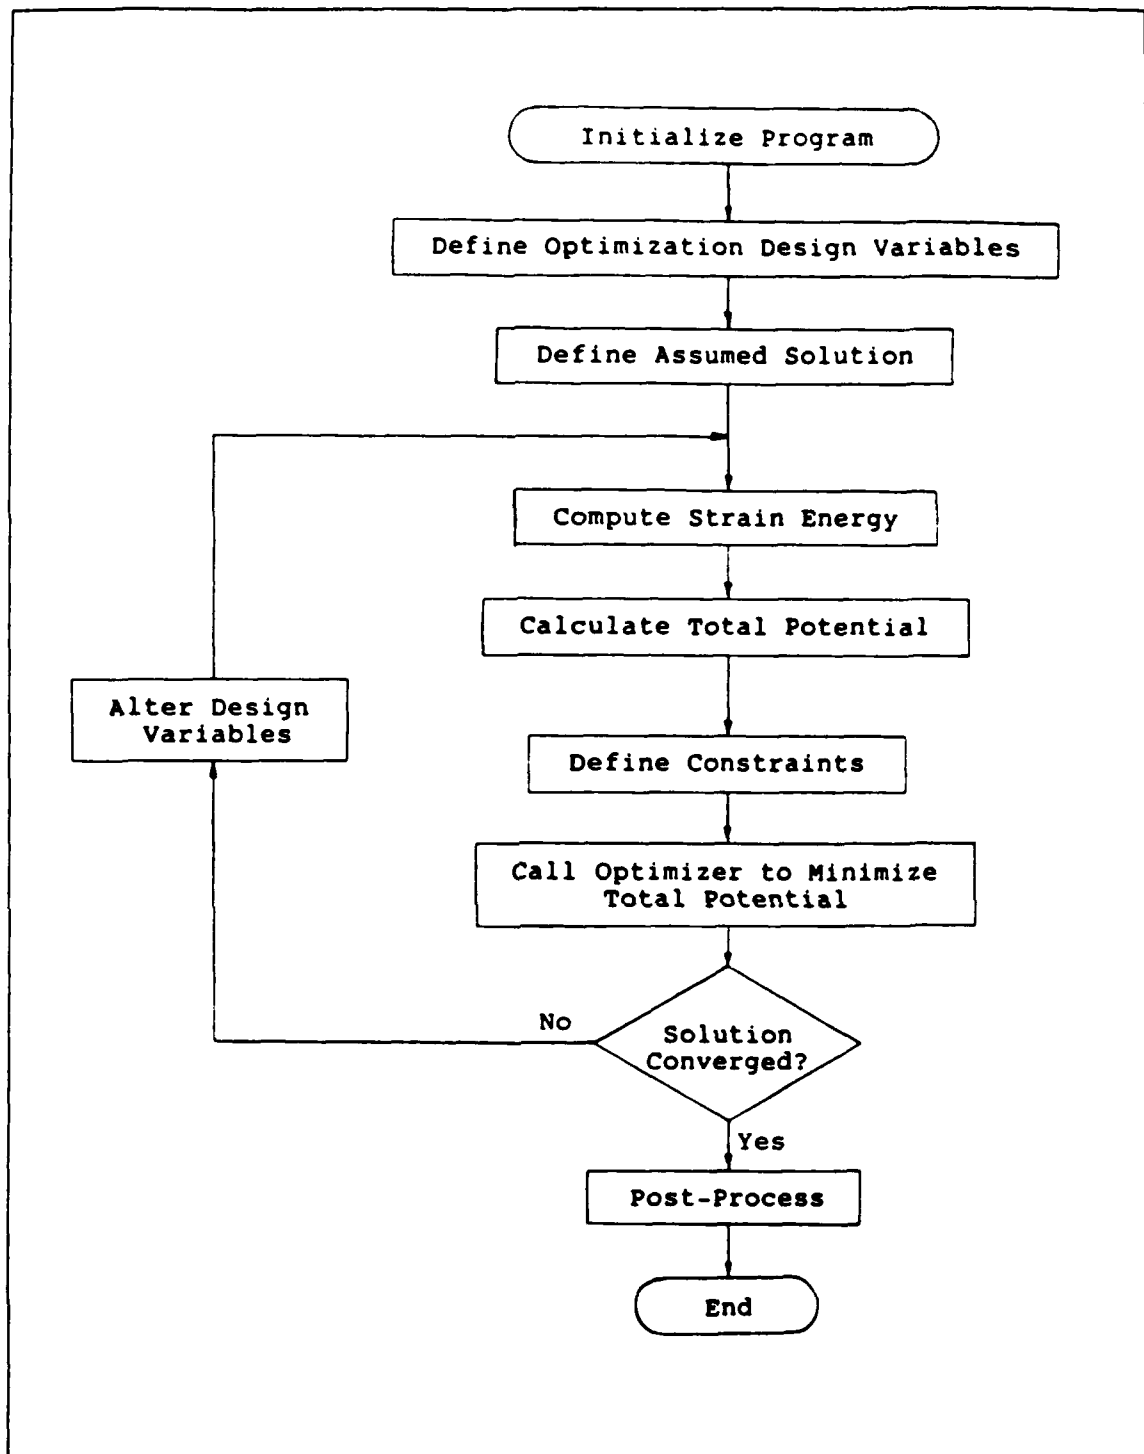 Initialize Program
Define Optimization Design Variables
Define Assumed Solution
Compute Strain Energy
Calculate Total Potential
Alter Design
Variables
Define Constraints
Call Optimizer to Minimize
Total Potential
No
Solution
Converged?
Yes
Post-Process
End